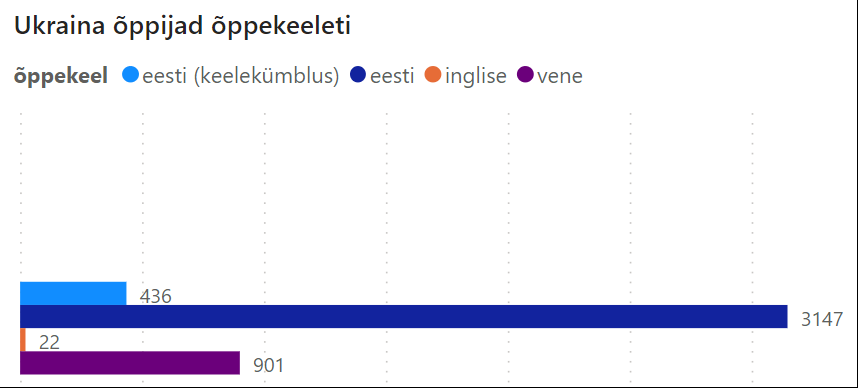 Ukraina õppijad õppekeeleti
õppekeel eesti (keelekümblus) eesti inglise vene
436
3147
22
901